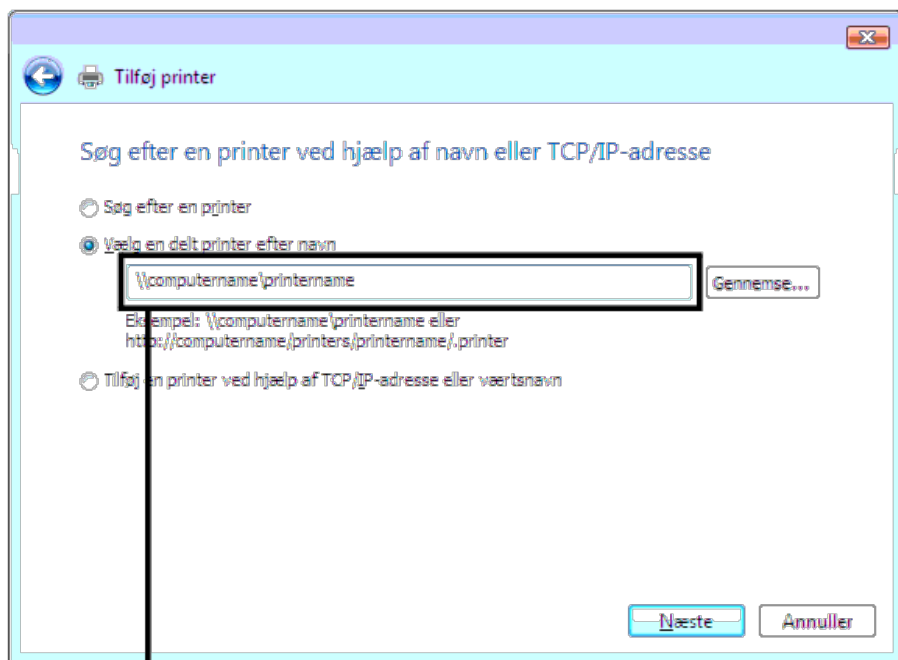 Tilføj printer
Søg efter en printer ved hjælp af navn eller TCP/IP-adresse
Søg efter en printer
Vælg en delt printer efter navn
\\computername\printername
Gennemse...
Eksempel: \\computername\printername eller
http://computername/printers/printername/.printer
Tilføj en printer ved hjælp af TCP/IP-adresse eller værtsnavn
Næste
Annuller